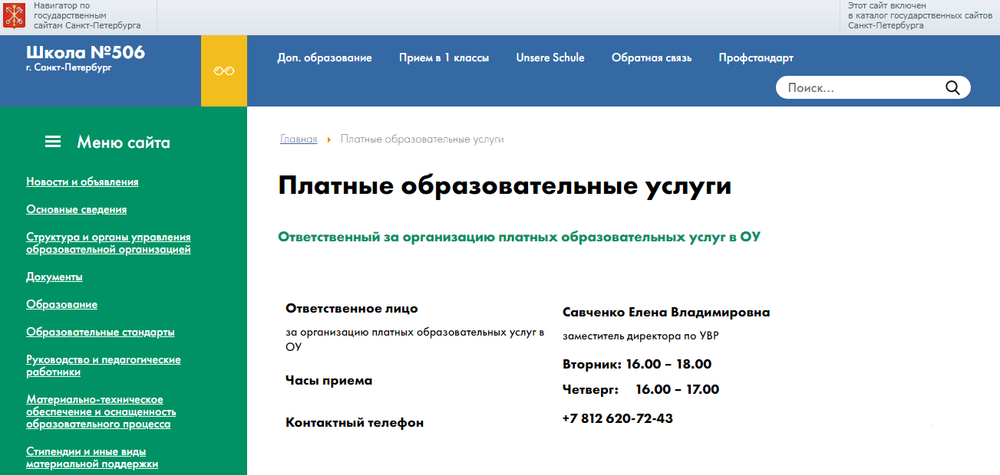 Навигатор по
государственным
сайтам Санкт-Петербурга
Этот сайт включен
в каталог государственных сайтов
Санкт-Петербурга
Школа №506
г. Санкт-Петербург
Доп. образование
Прием в 1 классы
Unsere Schule
Обратная связь
Профстандарт
Поиск...
Меню сайта
Новости и объявления
Основные сведения
Структура и органы управления
образовательной организацией
Документы
Образование
Образовательные стандарты
Руководство и педагогические
работники
Материально-техническое
обеспечение и оснащенность
образовательного процесса
Стипендии и иные виды
материальной поддержки
Главная
Платные образовательные услуги
Платные образовательные услуги
Ответственный за организацию платных образовательных услуг в ОУ
Ответственное лицо
за организацию платных образовательных услуг в
ОУ
Савченко Елена Владимировна
заместитель директора по УВР
Часы приема
Вторник: 16.00 – 18.00
Четверг: 16.00 – 17.00
Контактный телефон
+7 812 620-72-43